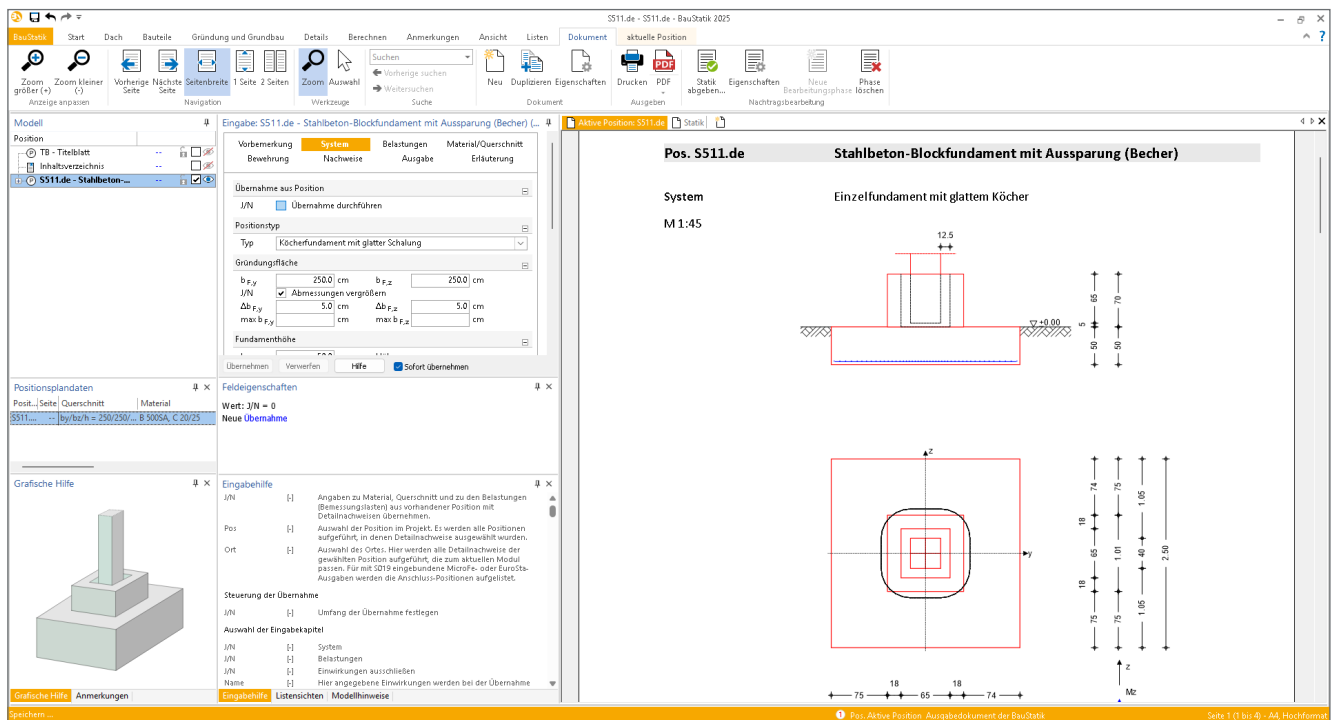 S511.de - S511.de - BauStatik 2025
BauStatik Start Dach Bauteile Gründung und Grundbau Details Berechnen Anmerkungen Ansicht Listen Dokument aktuelle Position
Zoom größer (+)
Zoom kleiner (-)
Vorherige Seite
Nächste Seite
Seitenbreite
1 Seite
2 Seiten
Zoom
Auswahl
Suchen
Vorherige suchen
Weitersuchen
Neu
Duplizieren
Eigenschaften
Drucken
PDF
Statik abgeben...
Eigenschaften
Neue Bearbeitungsphase
Phase löschen
Anzeige anpassen
Navigation
Werkzeuge
Suche
Dokument
Ausgeben
Nachtragsbearbeitung
Modell
Position
TB - Titelblatt --
Inhaltsverzeichnis --
S511.de - Stahlbeton-... --
Positionsplandaten
Posit... Seite Querschnitt Material
S511.... -- by/bz/h = 250/250/... B 500SA, C 20/25
Grafische Hilfe
Grafische Hilfe Anmerkungen
Eingabe: S511.de - Stahlbeton-Blockfundament mit Aussparung (Becher) (...
Vorbemerkung System Belastungen Material/Querschnitt
Bewehrung Nachweise Ausgabe Erläuterung
Übernahme aus Position
J/N Übernahme durchführen
Positionstyp
Typ Köcherfundament mit glatter Schalung
Gründungsfläche
b F,y 250.0 cm b F,z 250.0 cm
J/N Abmessungen vergrößern
Δb F,y 5.0 cm Δb F,z 5.0 cm
max b F,y cm max b F,z cm
Fundamenthöhe
Übernehmen Verwerfen Hilfe Sofort übernehmen
Feldeigenschaften
Wert: J/N = 0
Neue Übernahme
Eingabehilfe
J/N [-] Angaben zu Material, Querschnitt und zu den Belastungen
(Bemessungslasten) aus vorhandener Position mit
Detailnachweisen übernehmen.
Pos [-] Auswahl der Position im Projekt. Es werden alle Positionen
aufgeführt, in denen Detailnachweise ausgewählt wurden.
Ort [-] Auswahl des Ortes. Hier werden alle Detailnachweise der
gewählten Position aufgeführt, die zum aktuellen Modul
passen. Für mit S019 eingebundene MicroFe- oder EuroSta-
Ausgaben werden die Anschluss-Positionen aufgelistet.
Steuerung der Übernahme
J/N [-] Umfang der Übernahme festlegen
Auswahl der Eingabekapitel
J/N [-] System
J/N [-] Belastungen
J/N [-] Einwirkungen ausschließen
Name [-] Hier angegebene Einwirkungen werden bei der Übernahme
Eingabehilfe Listensichten Modellhinweise
Aktive Position: S511.de Statik
Pos. S511.de Stahlbeton-Blockfundament mit Aussparung (Becher)
System Einzelfundament mit glattem Köcher
M 1:45
12.5
65
70
+0.00
5
50
50
z
y
74
75
1.05
18
65
1.01
40
2.50
18
75
75
1.05
z
Mz
75 18 65 18 74
Speichern ...
Pos. Aktive Position Ausgabedokument der BauStatik
Seite 1 (1 bis 4) - A4, Hochformat